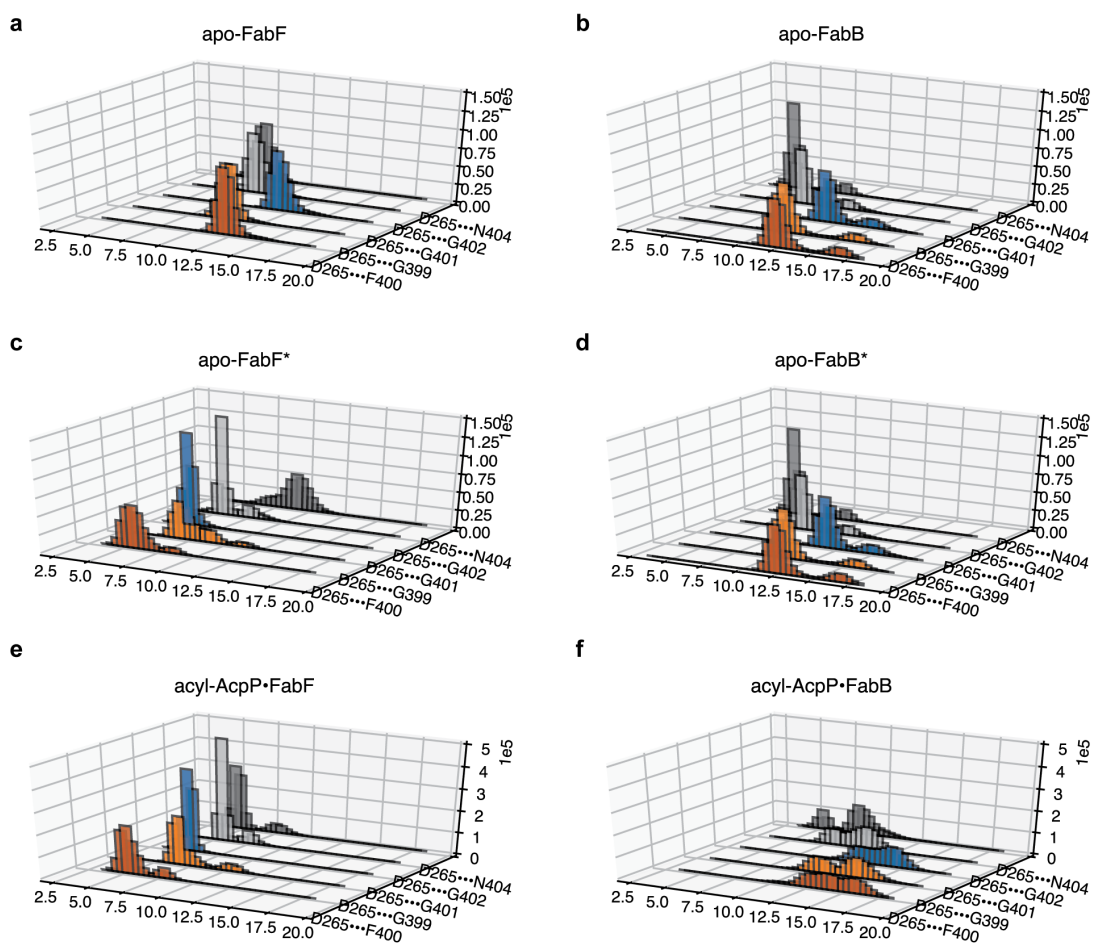 a
apo-FabF
1e5
1.50
1.25
1.00
0.75
0.50
0.25
0.00
D265•••N404
D265•••G402
D265•••G401
D265•••G399
D265•••F400
2.5 5.0 7.5 10.0 12.5 15.0 17.5 20.0
b
apo-FabB
1e5
1.50
1.25
1.00
0.75
0.50
0.25
0.00
D265•••N404
D265•••G402
D265•••G401
D265•••G399
D265•••F400
2.5 5.0 7.5 10.0 12.5 15.0 17.5 20.0
c
apo-FabF*
1e5
1.50
1.25
1.00
0.75
0.50
0.25
0.00
D265•••N404
D265•••G402
D265•••G401
D265•••G399
D265•••F400
2.5 5.0 7.5 10.0 12.5 15.0 17.5 20.0
d
apo-FabB*
1e5
1.50
1.25
1.00
0.75
0.50
0.25
0.00
D265•••N404
D265•••G402
D265•••G401
D265•••G399
D265•••F400
2.5 5.0 7.5 10.0 12.5 15.0 17.5 20.0
e
acyl-AcpP•FabF
1e5
5
4
3
2
1
0
D265•••N404
D265•••G402
D265•••G401
D265•••G399
D265•••F400
2.5 5.0 7.5 10.0 12.5 15.0 17.5 20.0
f
acyl-AcpP•FabB
1e5
5
4
3
2
1
0
D265•••N404
D265•••G402
D265•••G401
D265•••G399
D265•••F400
2.5 5.0 7.5 10.0 12.5 15.0 17.5 20.0